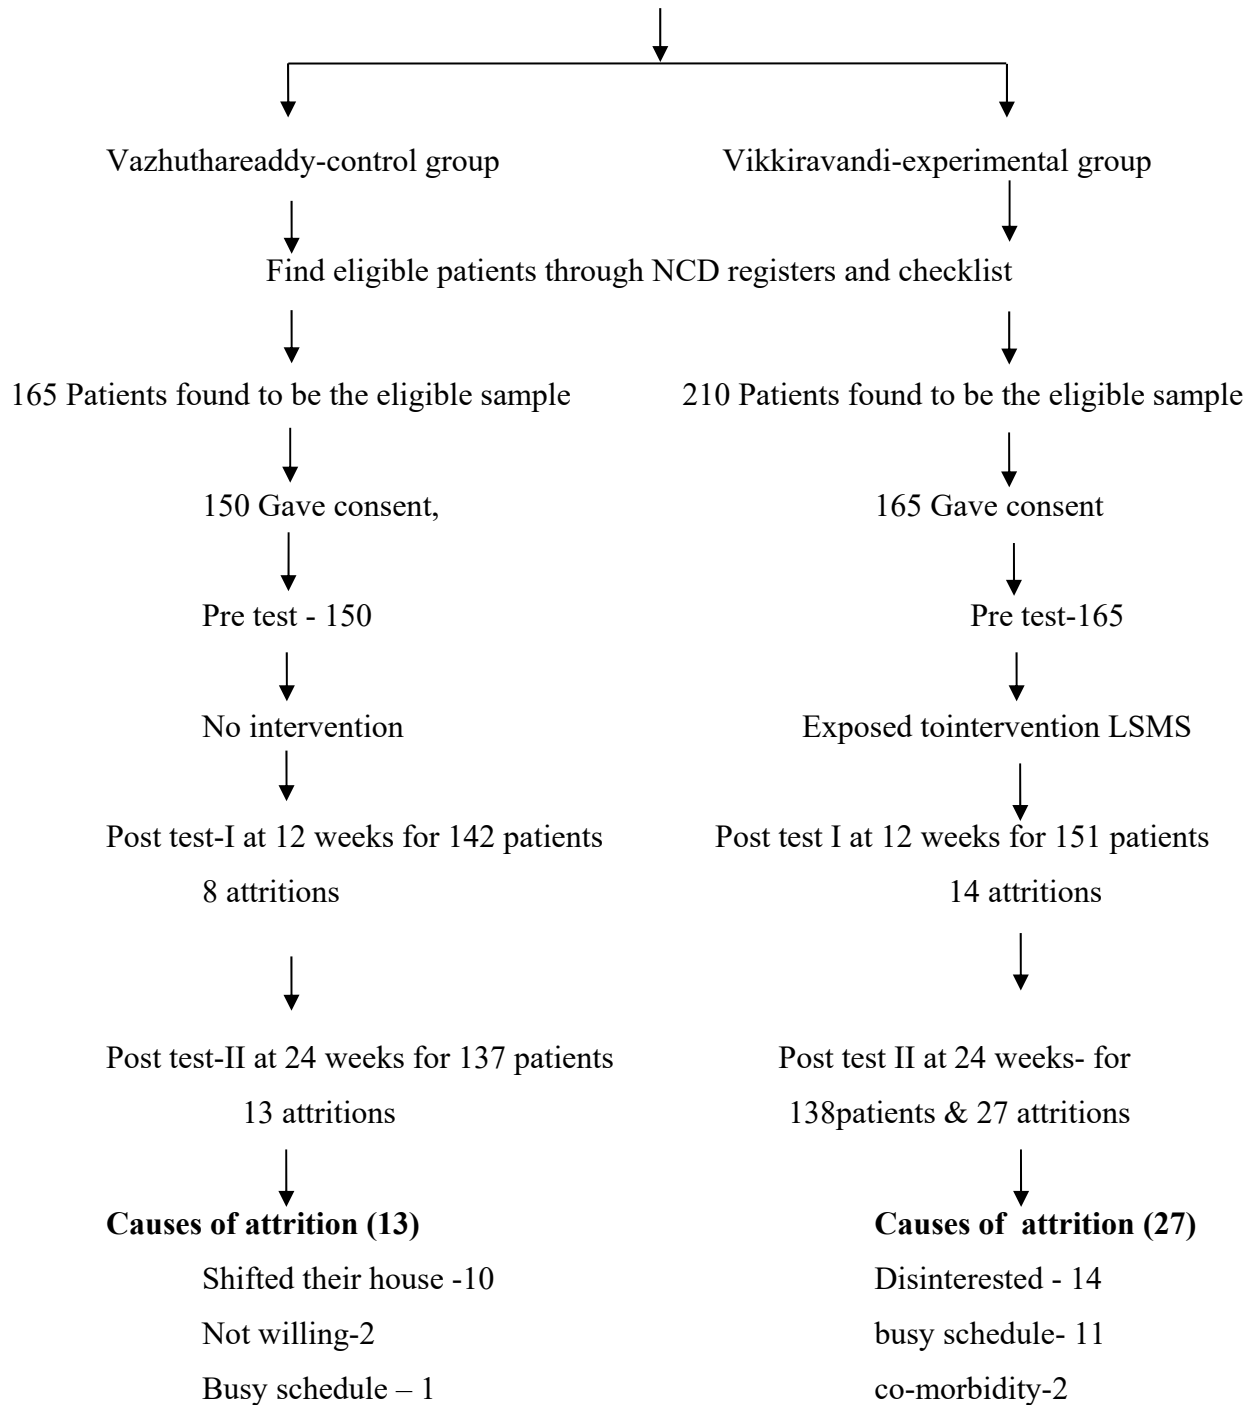 Vazhuthareaddy-control group
Vikkiravandi-experimental group
Find eligible patients through NCD registers and checklist
165 Patients found to be the eligible sample
210 Patients found to be the eligible sample
150 Gave consent,
165 Gave consent
Pre test - 150
Pre test-165
No intervention
Exposed tointervention LSMS
Post test-I at 12 weeks for 142 patients
Post test I at 12 weeks for 151 patients
8 attritions
14 attritions
Post test-II at 24 weeks for 137 patients
Post test II at 24 weeks- for
13 attritions
138patients & 27 attritions
Causes of attrition (13)
Causes of  attrition (27)
Shifted their house -10
Disinterested - 14
Not willing-2
busy schedule- 11
Busy schedule – 1
co-morbidity-2